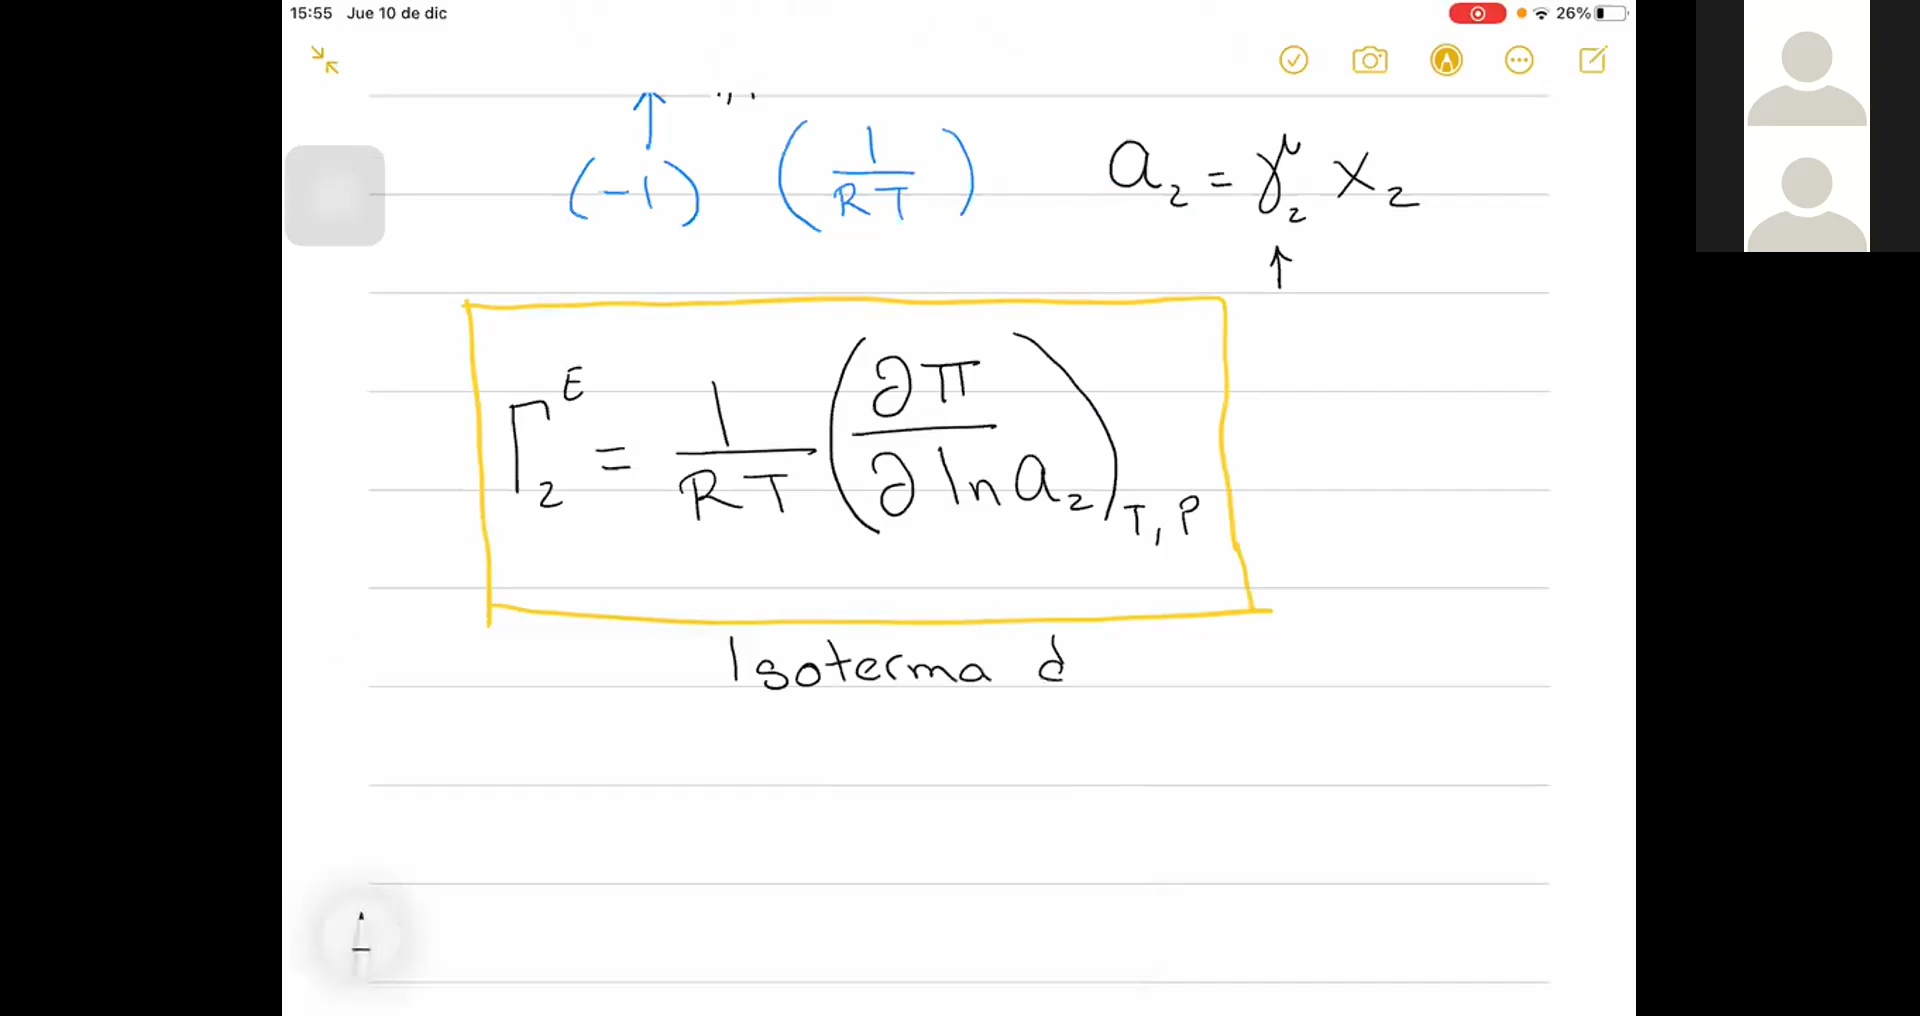 15:55 Jue 10 de dic 26%
(-1) (1/RT) a₂ = γ₂^μ x₂
Γ₂^E = 1/RT (∂π/∂ ln a₂)T, P
Isoterma d